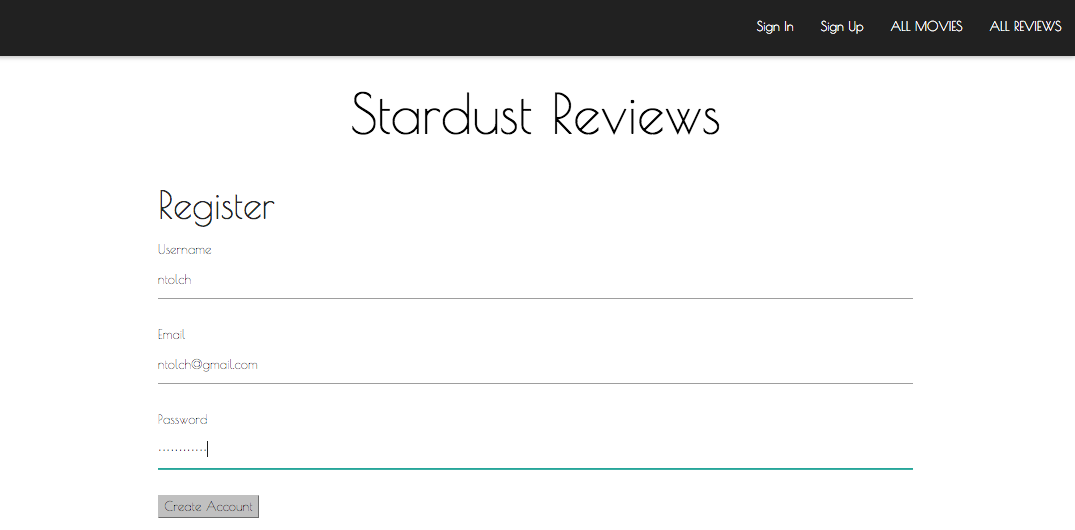 Sign In Sign Up ALL MOVIES ALL REVIEWS
Stardust Reviews
Register
Username
ntolch
Email
ntolch@gmail.com
Password
............
Create Account